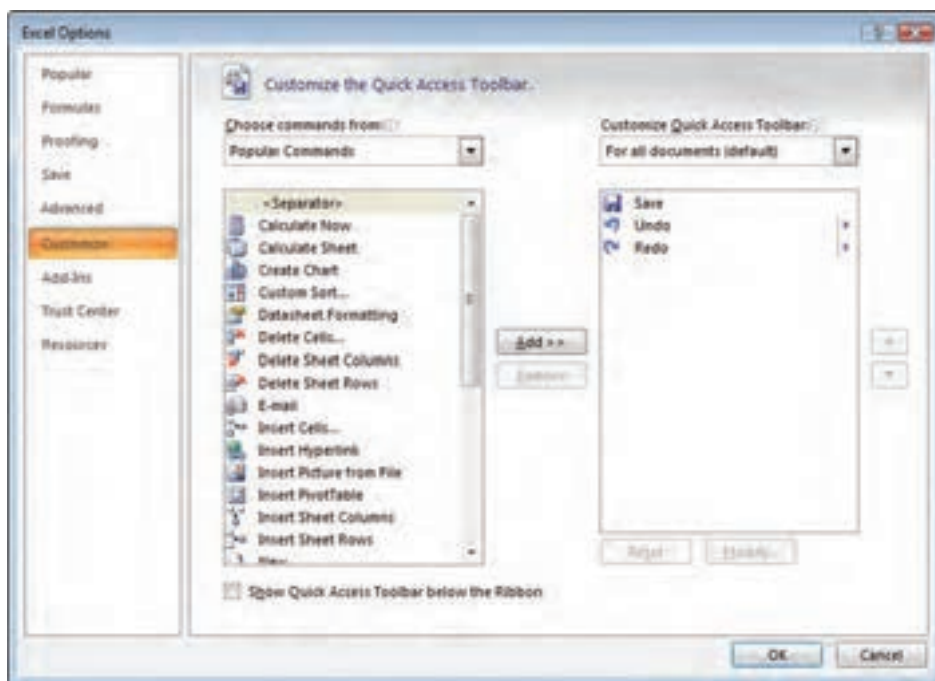 Excel Options
Popular
Formulas
Proofing
Save
Advanced
Customize
Add-Ins
Trust Center
Resources
Customize the Quick Access Toolbar.
Choose commands from:
Popular Commands
<Separator>
Calculate Now
Calculate Sheet
Create Chart
Custom Sort...
Datasheet Formatting
Delete Cells...
Delete Sheet Columns
Delete Sheet Rows
E-mail
Insert Cells...
Insert Hyperlink
Insert Picture from File
Insert PivotTable
Insert Sheet Columns
Insert Sheet Rows
New
Show Quick Access Toolbar below the Ribbon
Add >>
Remove
Customize Quick Access Toolbar:
For all documents (default)
Save
Undo
Redo
Reset
Modify...
OK
Cancel